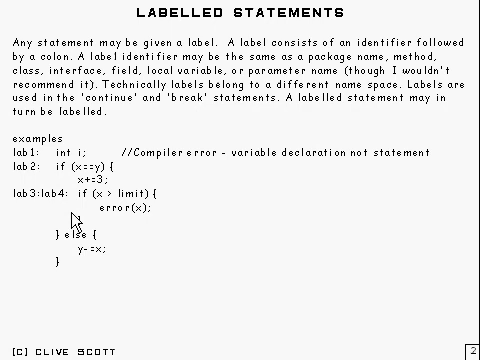 LABELLED STATEMENTS
Any statement may be given a label. A label consists of an identifier followed
by a colon. A label identifier may be the same as a package name, method,
class, interface, field, local variable, or parameter name (though I wouldn't
recommend it). Technically labels belong to a different name space. Labels are
used in the 'continue' and 'break' statements. A labelled statement may in
turn be labelled.
examples
lab1: int i; //Compiler error - variable declaration not statement
lab2: if (x==y) {
x+=3;
lab3:lab4: if (x > limit) {
error(x);
}
} else {
y-=x;
}
(C) CLIVE SCOTT
2